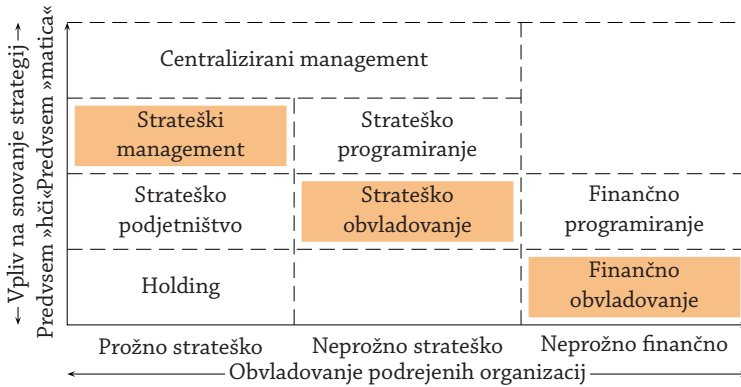 Centralizirani management
Strateški
management
Strateško
programiranje
Strateško
podjetništvo
Strateško
obvladovanje
Finančno
programiranje
Holding
Finančno
obvladovanje
Prožno strateško
Neprožno strateško
Neprožno finančno
Obvladovanje podrejenih organizacij
Vpliv na snovanje strategij
Predvsem »hči«
Predvsem »matica«